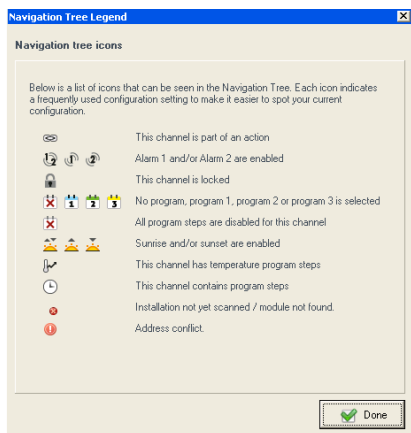 Navigation Tree Legend
Navigation tree icons
Below is a list of icons that can be seen in the Navigation Tree. Each icon indicates
a frequently used configuration setting to make it easier to spot your current
configuration.
This channel is part of an action
Alarm 1 and/or Alarm 2 are enabled
This channel is locked
1 2 3 No program, program 1, program 2 or program 3 is selected
All program steps are disabled for this channel
Sunrise and/or sunset are enabled
This channel has temperature program steps
This channel contains program steps
Installation not yet scanned / module not found.
Address conflict.
Done